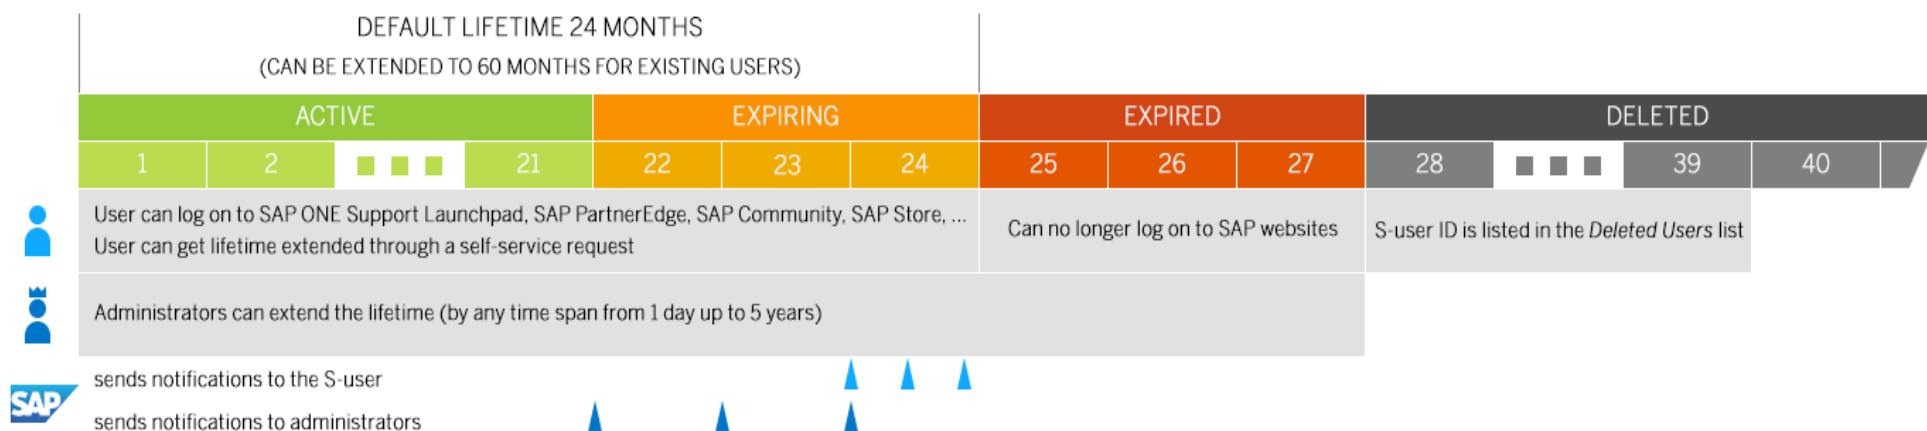 DEFAULT LIFETIME 24 MONTHS
(CAN BE EXTENDED TO 60 MONTHS FOR EXISTING USERS)
ACTIVE EXPIRING EXPIRED DELETED
1 2 21 22 23 24 25 26 27 28 39 40
User can log on to SAP ONE Support Launchpad, SAP PartnerEdge, SAP Community, SAP Store, ...
User can get lifetime extended through a self-service request
Can no longer log on to SAP websites
S-user ID is listed in the Deleted Users list
Administrators can extend the lifetime (by any time span from 1 day up to 5 years)
SAP
sends notifications to the S-user
sends notifications to administrators